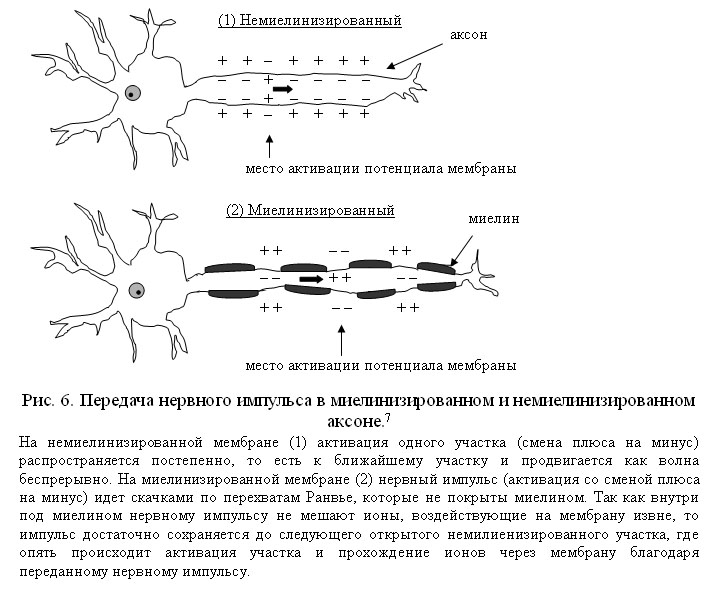 (1) Немиелинизированный
аксон
+ + – + + + +
– – + – – – –
– – + – – – –
+ + – + + + +
место активации потенциала мембраны
(2) Миелинизированный
миелин
++ –– ++
–– ++ ––
++ –– ++
место активации потенциала мембраны
Рис. 6. Передача нервного импульса в миелинизированном и немиелинизированном
аксоне.7
На немиелинизированной мембране (1) активация одного участка (смена плюса на минус)
распространяется постепенно, то есть к ближайшему участку и продвигается как волна
беспрерывно. На миелинизированной мембране (2) нервный импульс (активация со сменой плюса
на минус) идет скачками по перехватам Ранвье, которые не покрыты миелином. Так как внутри
под миелином нервному импульсу не мешают ионы, воздействующие на мембрану извне, то
импульс достаточно сохраняется до следующего открытого немилиенизированного участка, где
опять происходит активация участка и прохождение ионов через мембрану благодаря
переданному нервному импульсу.